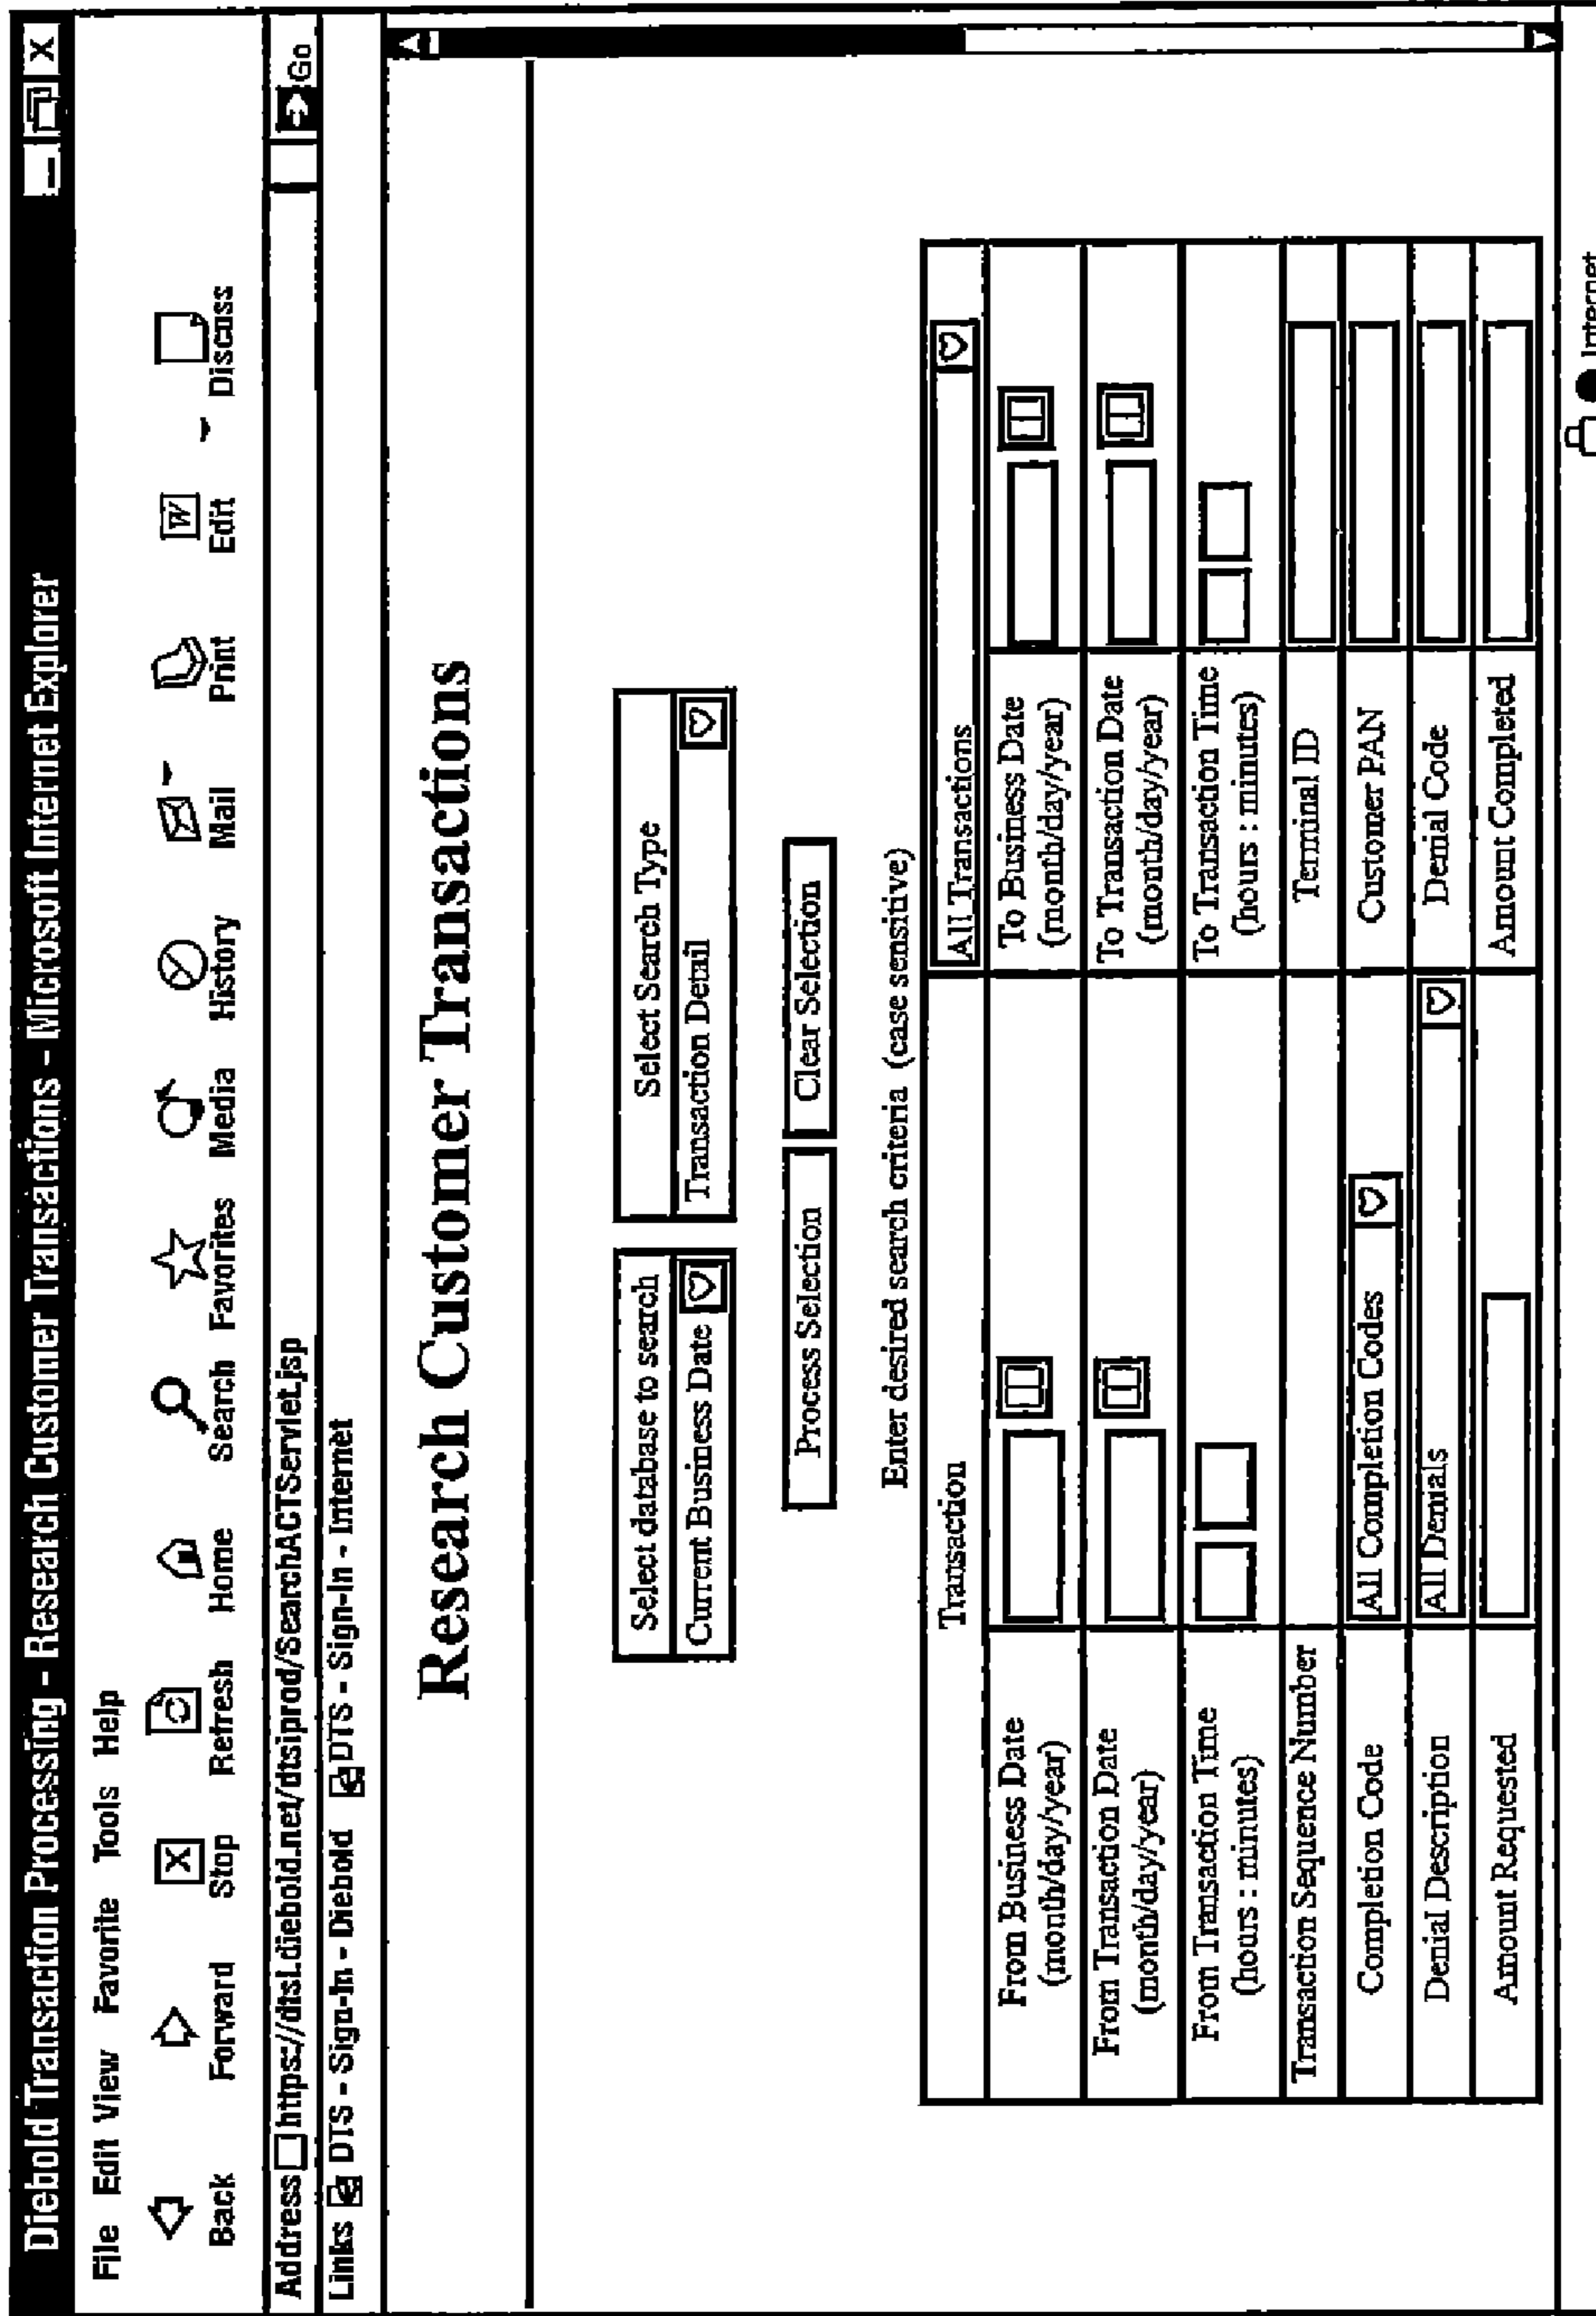 Diebold Transaction Processing - Research Customer Transactions - Microsoft Internet Explorer
File Edit View Favorite Tools Help
Back Forward Stop Refresh Home Search Favorites Media History Mail Print Edit Discuss
Address https://dtsl.diebold.net/dtsiprod/SearchACTServlet.jsp Go
Links DTS - Sign-In - Diebold DTS - Sign-In - Internet
Research Customer Transactions
Select database to search Select Search Type
Current Business Date Transaction Detail
Process Selection Clear Selection
Enter desired search criteria (case sensitive)
Transaction All Transactions
From Business Date To Business Date
(month/day/year) (month/day/year)
From Transaction Date To Transaction Date
(month/day/year) (month/day/year)
From Transaction Time To Transaction Time
(hours : minutes) (hours : minutes)
Transaction Sequence Number Terminal ID
Completion Code All Completion Codes Customer PAN
Denial Description All Denials Denial Code
Amount Requested Amount Completed
Internet